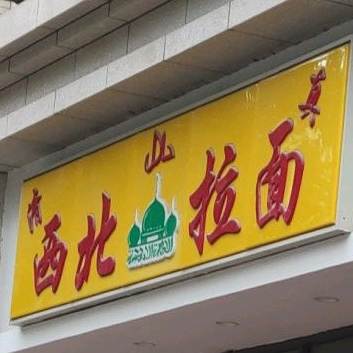 清 山 真
西北 拉面